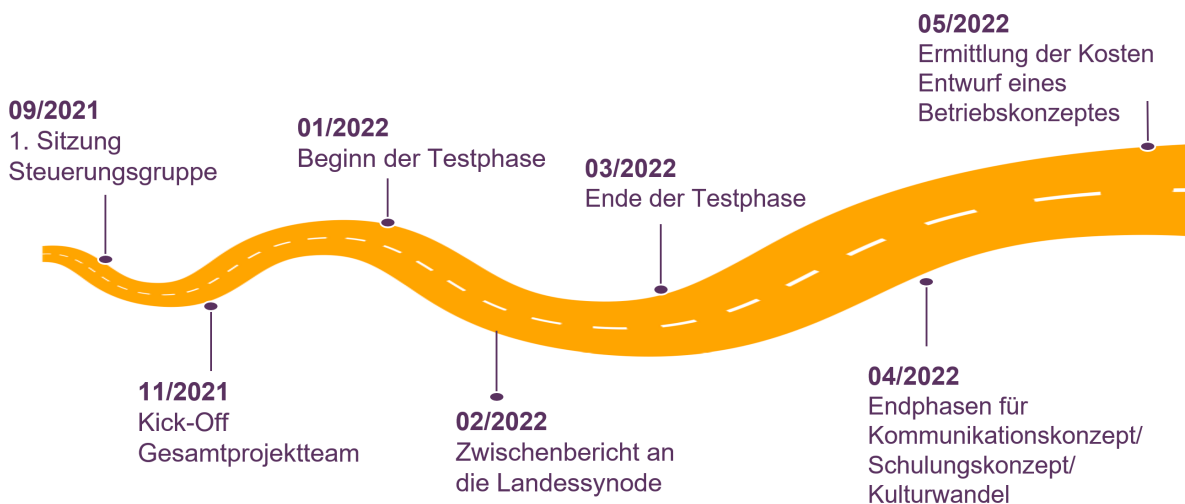 09/2021
1. Sitzung
Steuerungsgruppe
11/2021
Kick-Off
Gesamtprojektteam
01/2022
Beginn der Testphase
02/2022
Zwischenbericht an
die Landessynode
03/2022
Ende der Testphase
04/2022
Endphasen für
Kommunikationskonzept/
Schulungskonzept/
Kulturwandel
05/2022
Ermittlung der Kosten
Entwurf eines
Betriebskonzeptes